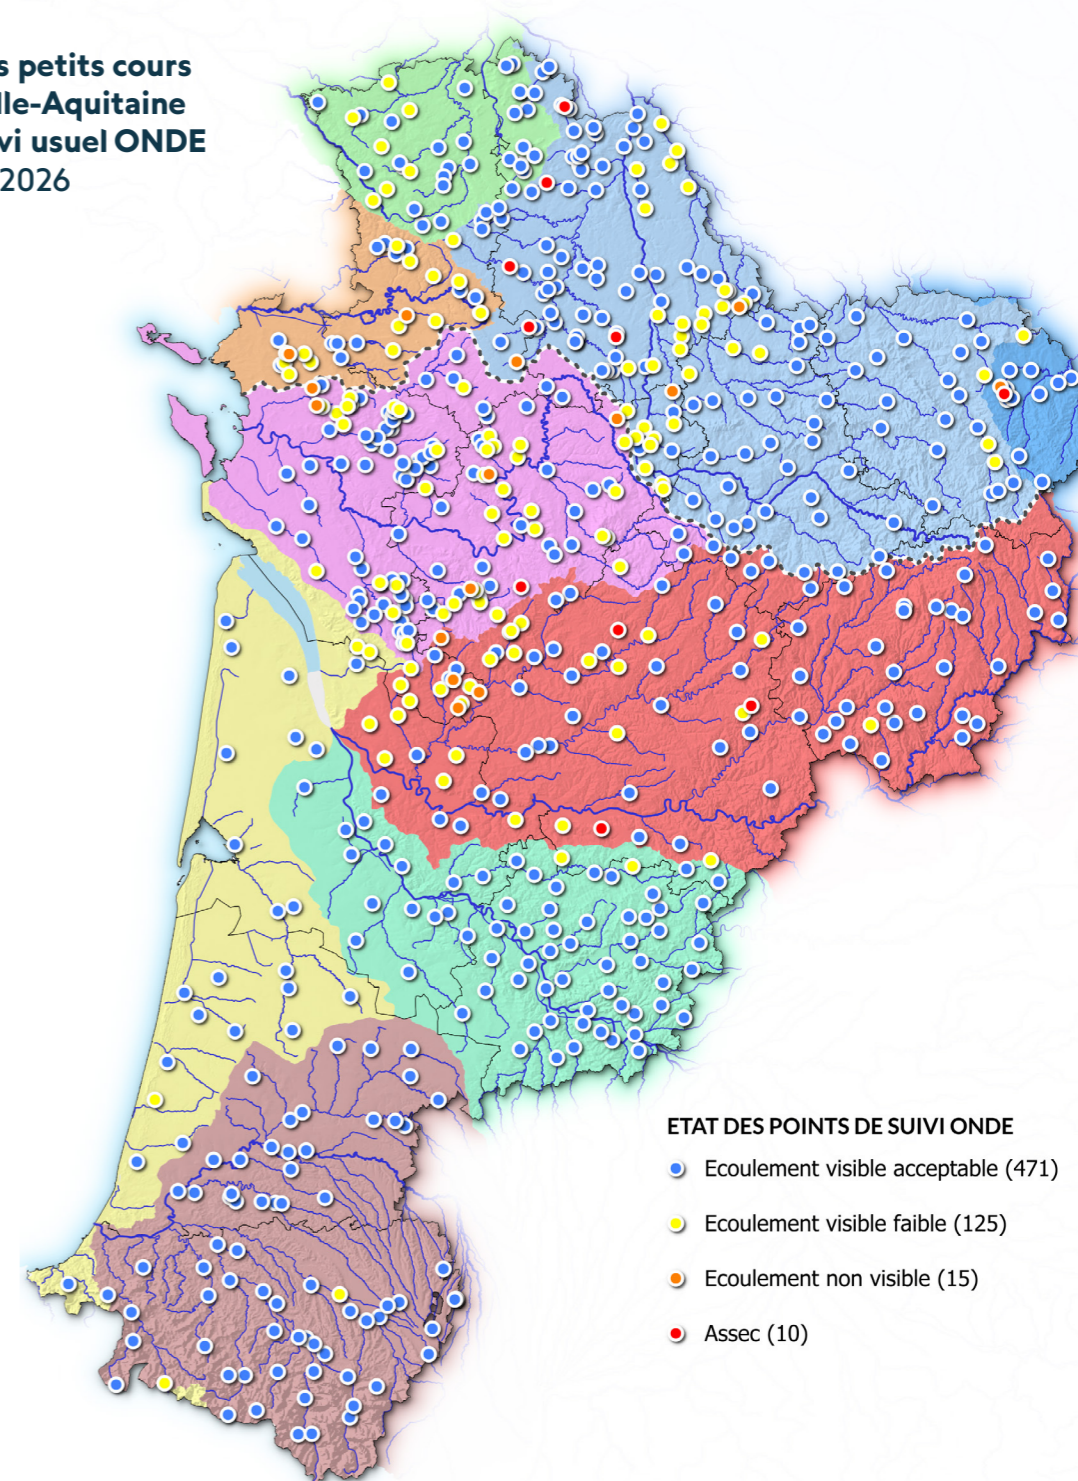 s petits cours
lle-Aquitaine
vi usuel ONDE
2026
ETAT DES POINTS DE SUIVI ONDE
Ecoulement visible acceptable (471)
Ecoulement visible faible (125)
Ecoulement non visible (15)
Assec (10)